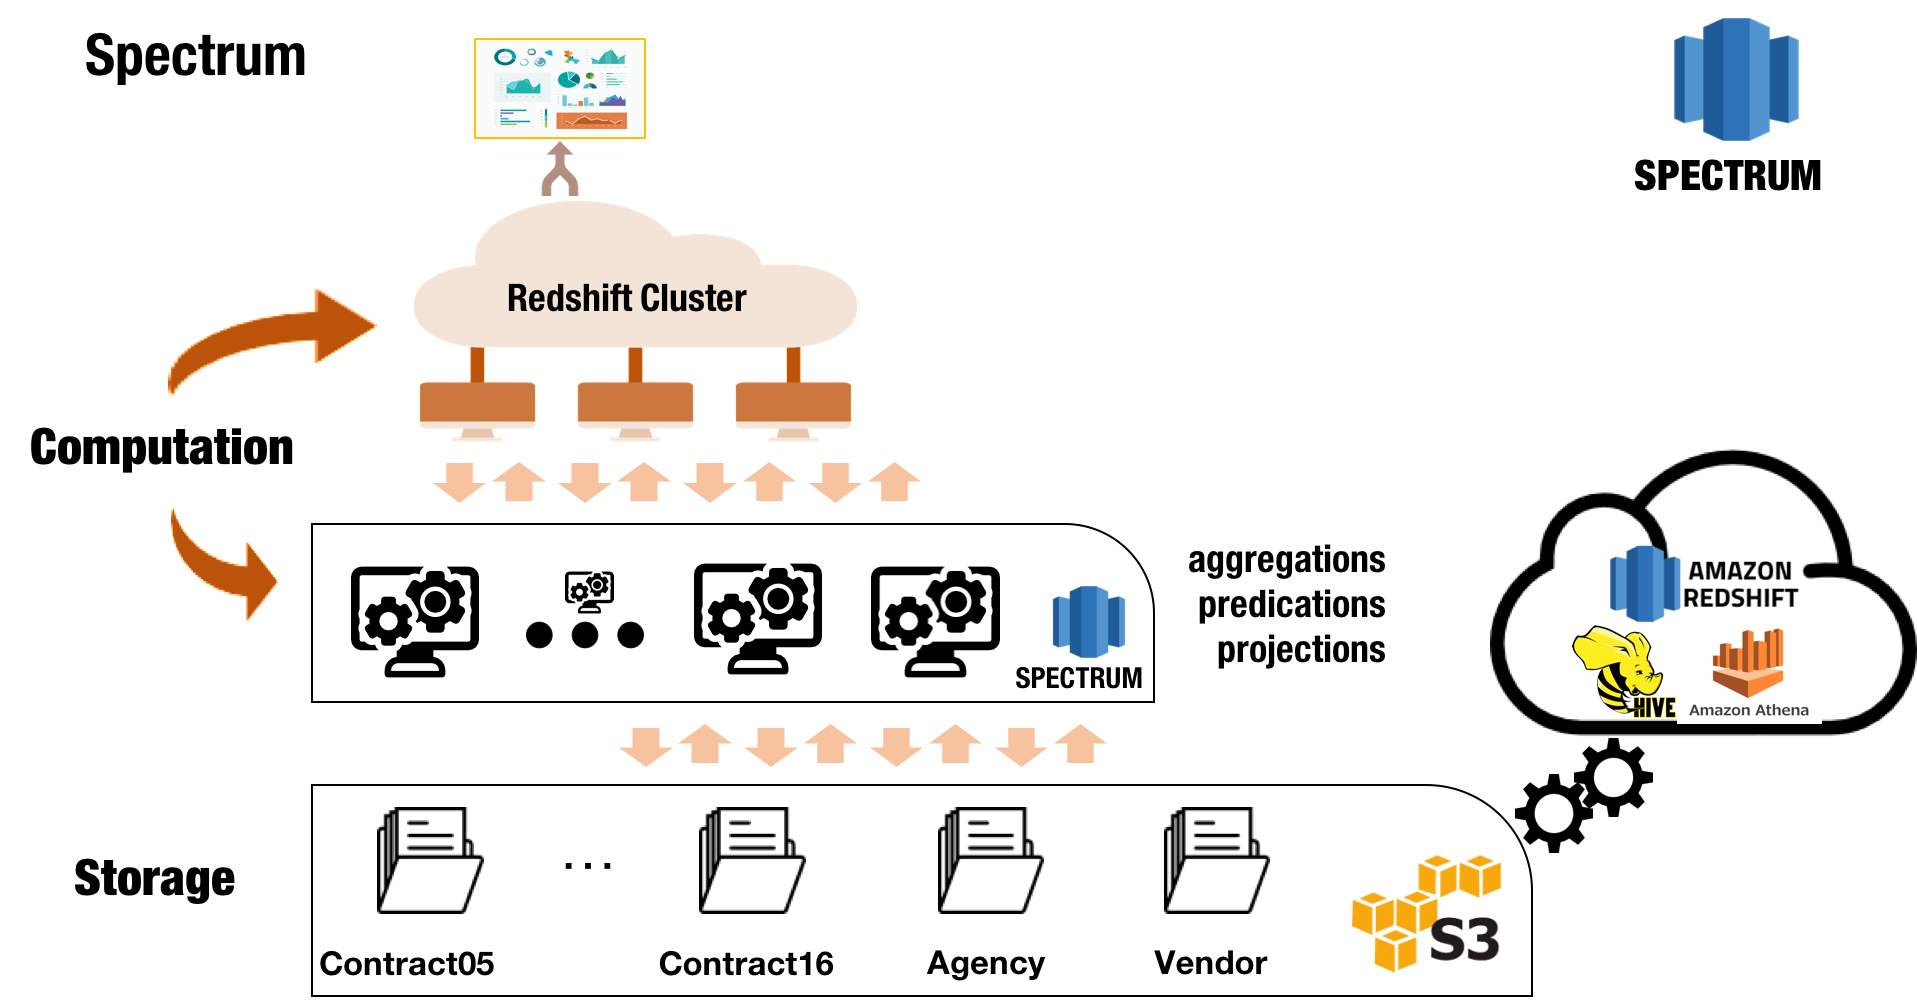 Spectrum
SPECTRUM
Redshift Cluster
Computation
aggregations
predications
projections
SPECTRUM
AMAZON
REDSHIFT
HIVE
Amazon Athena
Storage
...
S3
Contract05
Contract16
Agency
Vendor